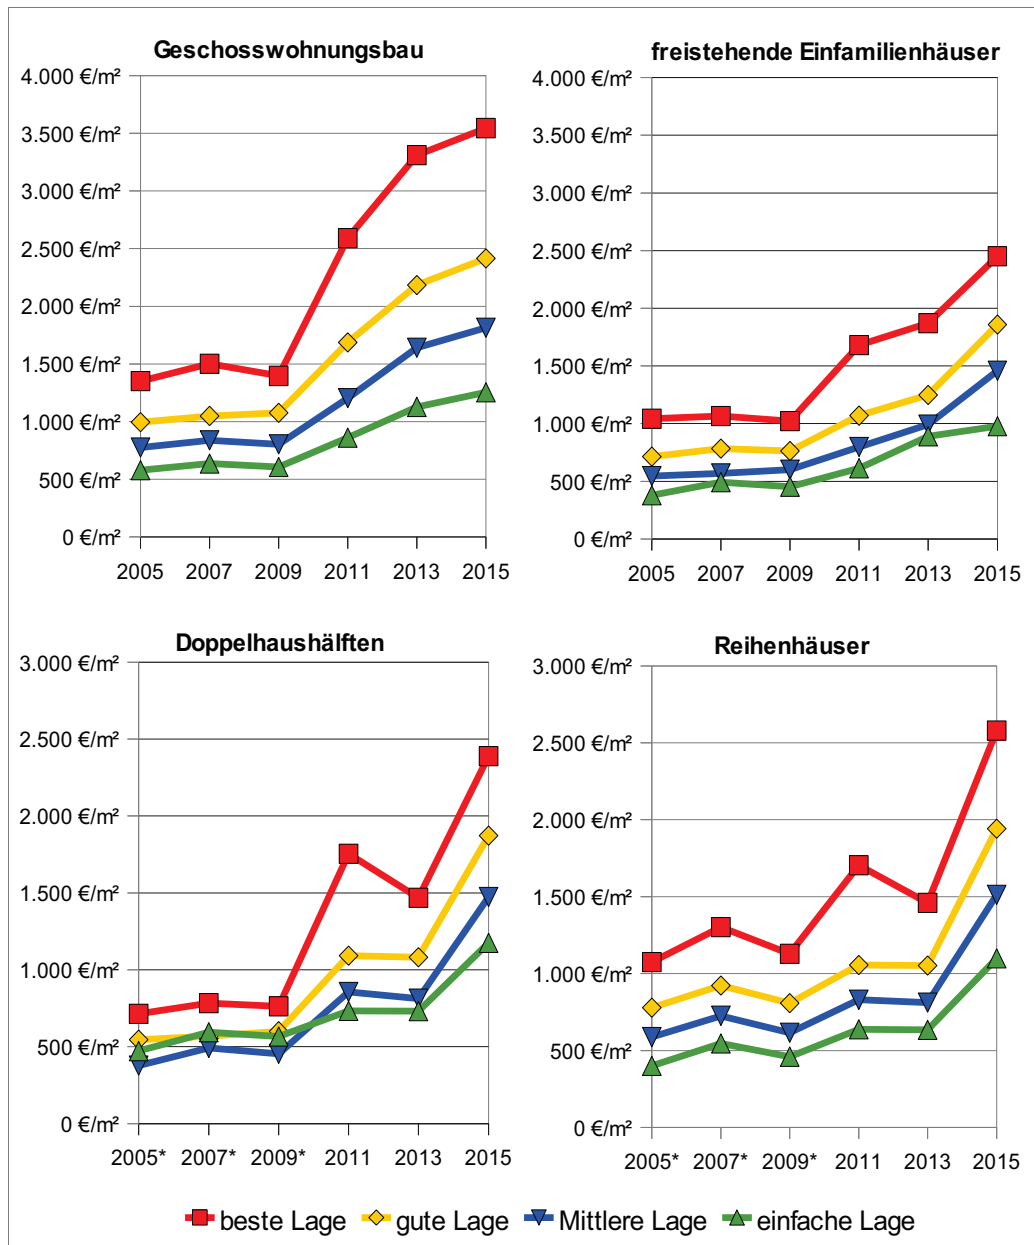 Geschosswohnungsbau
4.000 €/m²
3.500 €/m²
3.000 €/m²
2.500 €/m²
2.000 €/m²
1.500 €/m²
1.000 €/m²
500 €/m²
0 €/m²
2005 2007 2009 2011 2013 2015
freistehende Einfamilienhäuser
4.000 €/m²
3.500 €/m²
3.000 €/m²
2.500 €/m²
2.000 €/m²
1.500 €/m²
1.000 €/m²
500 €/m²
0 €/m²
2005 2007 2009 2011 2013 2015
Doppelhaushälften
3.000 €/m²
2.500 €/m²
2.000 €/m²
1.500 €/m²
1.000 €/m²
500 €/m²
0 €/m²
2005* 2007* 2009* 2011 2013 2015
Reihenhäuser
3.000 €/m²
2.500 €/m²
2.000 €/m²
1.500 €/m²
1.000 €/m²
500 €/m²
0 €/m²
2005* 2007* 2009* 2011 2013 2015
beste Lage gute Lage Mittlere Lage einfache Lage